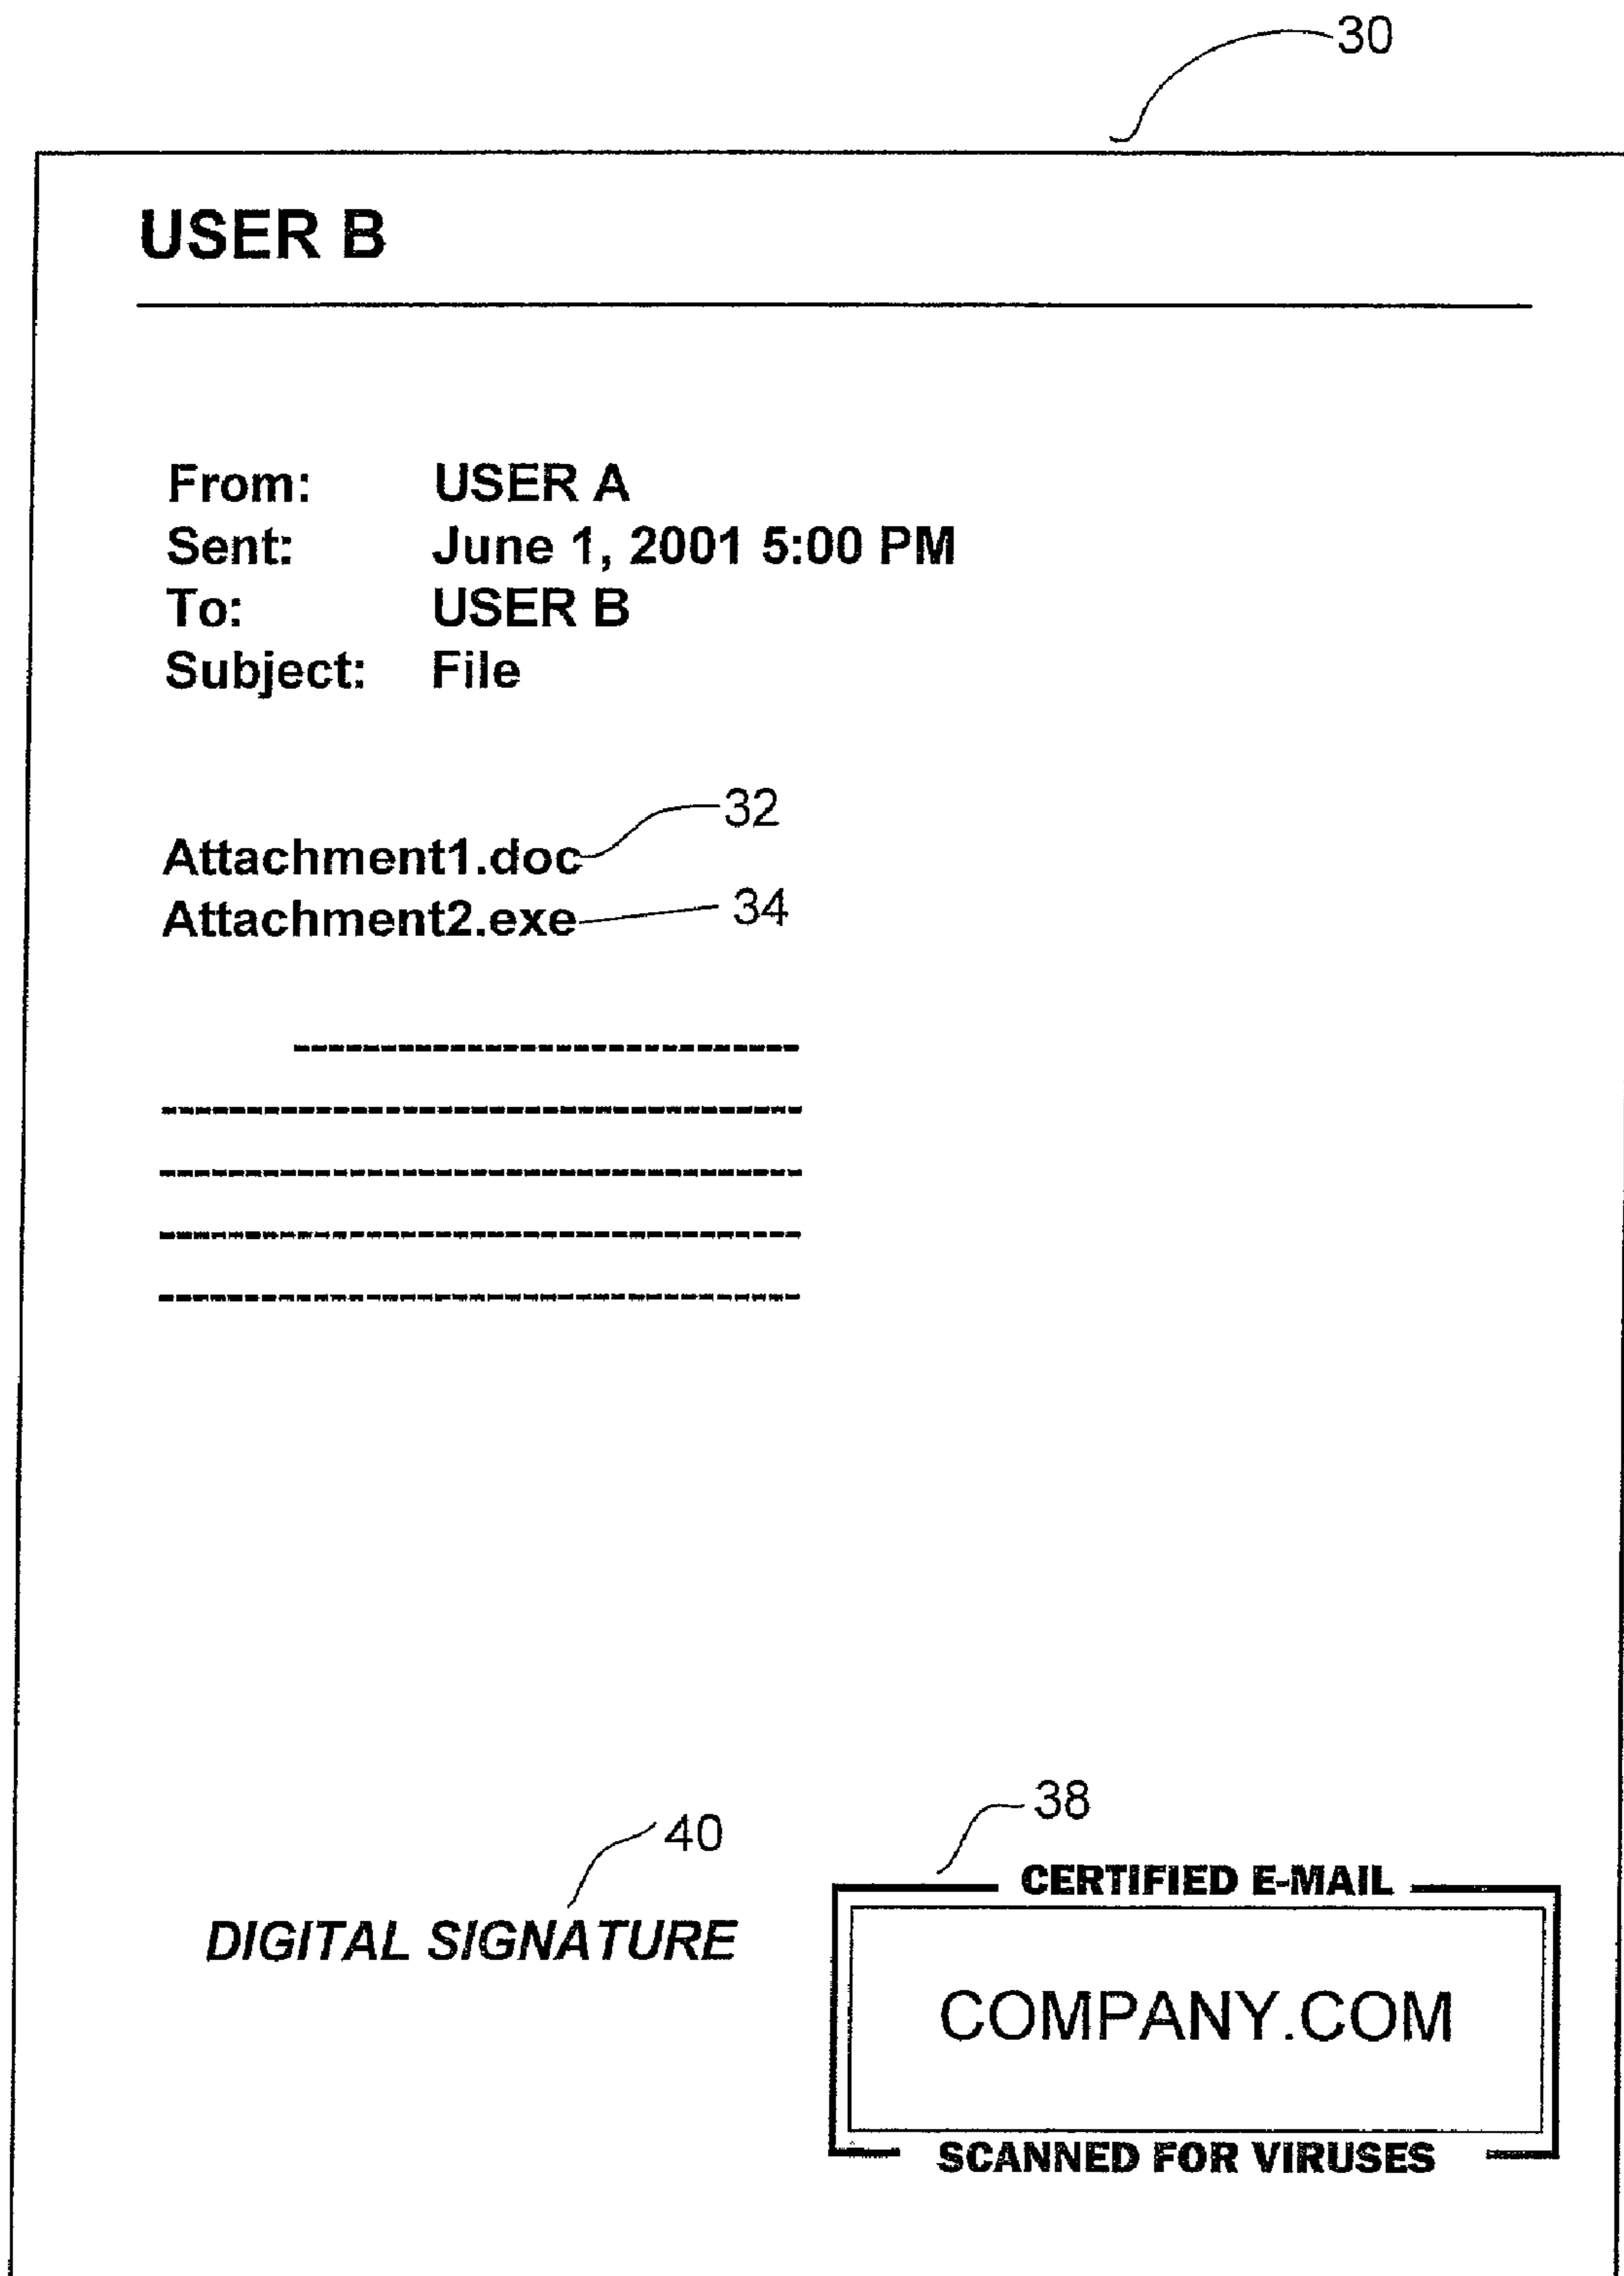 30
USER B
From: USER A
Sent: June 1, 2001 5:00 PM
To: USER B
Subject: File
32
Attachment1.doc
Attachment2.exe 34
38
40
CERTIFIED E-MAIL
DIGITAL SIGNATURE
COMPANY.COM
SCANNED FOR VIRUSES